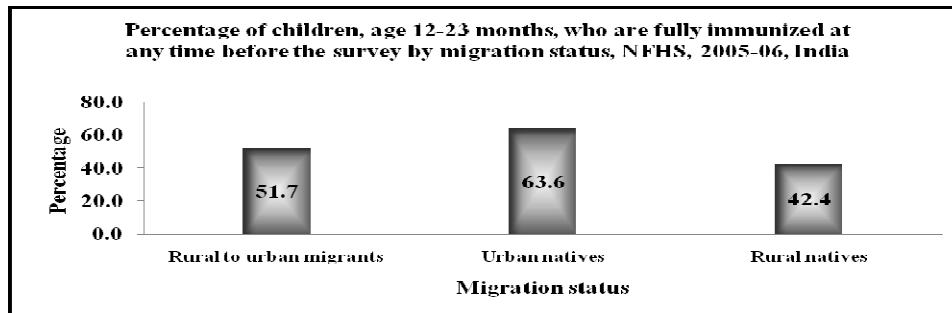 Percentage of children, age 12-23 months, who are fully immunized at
any time before the survey by migration status, NFHS, 2005-06, India
80.0
60.0
40.0
20.0
0.0
Percentage
51.7
63.6
42.4
Rural to urban migrants
Urban natives
Rural natives
Migration status